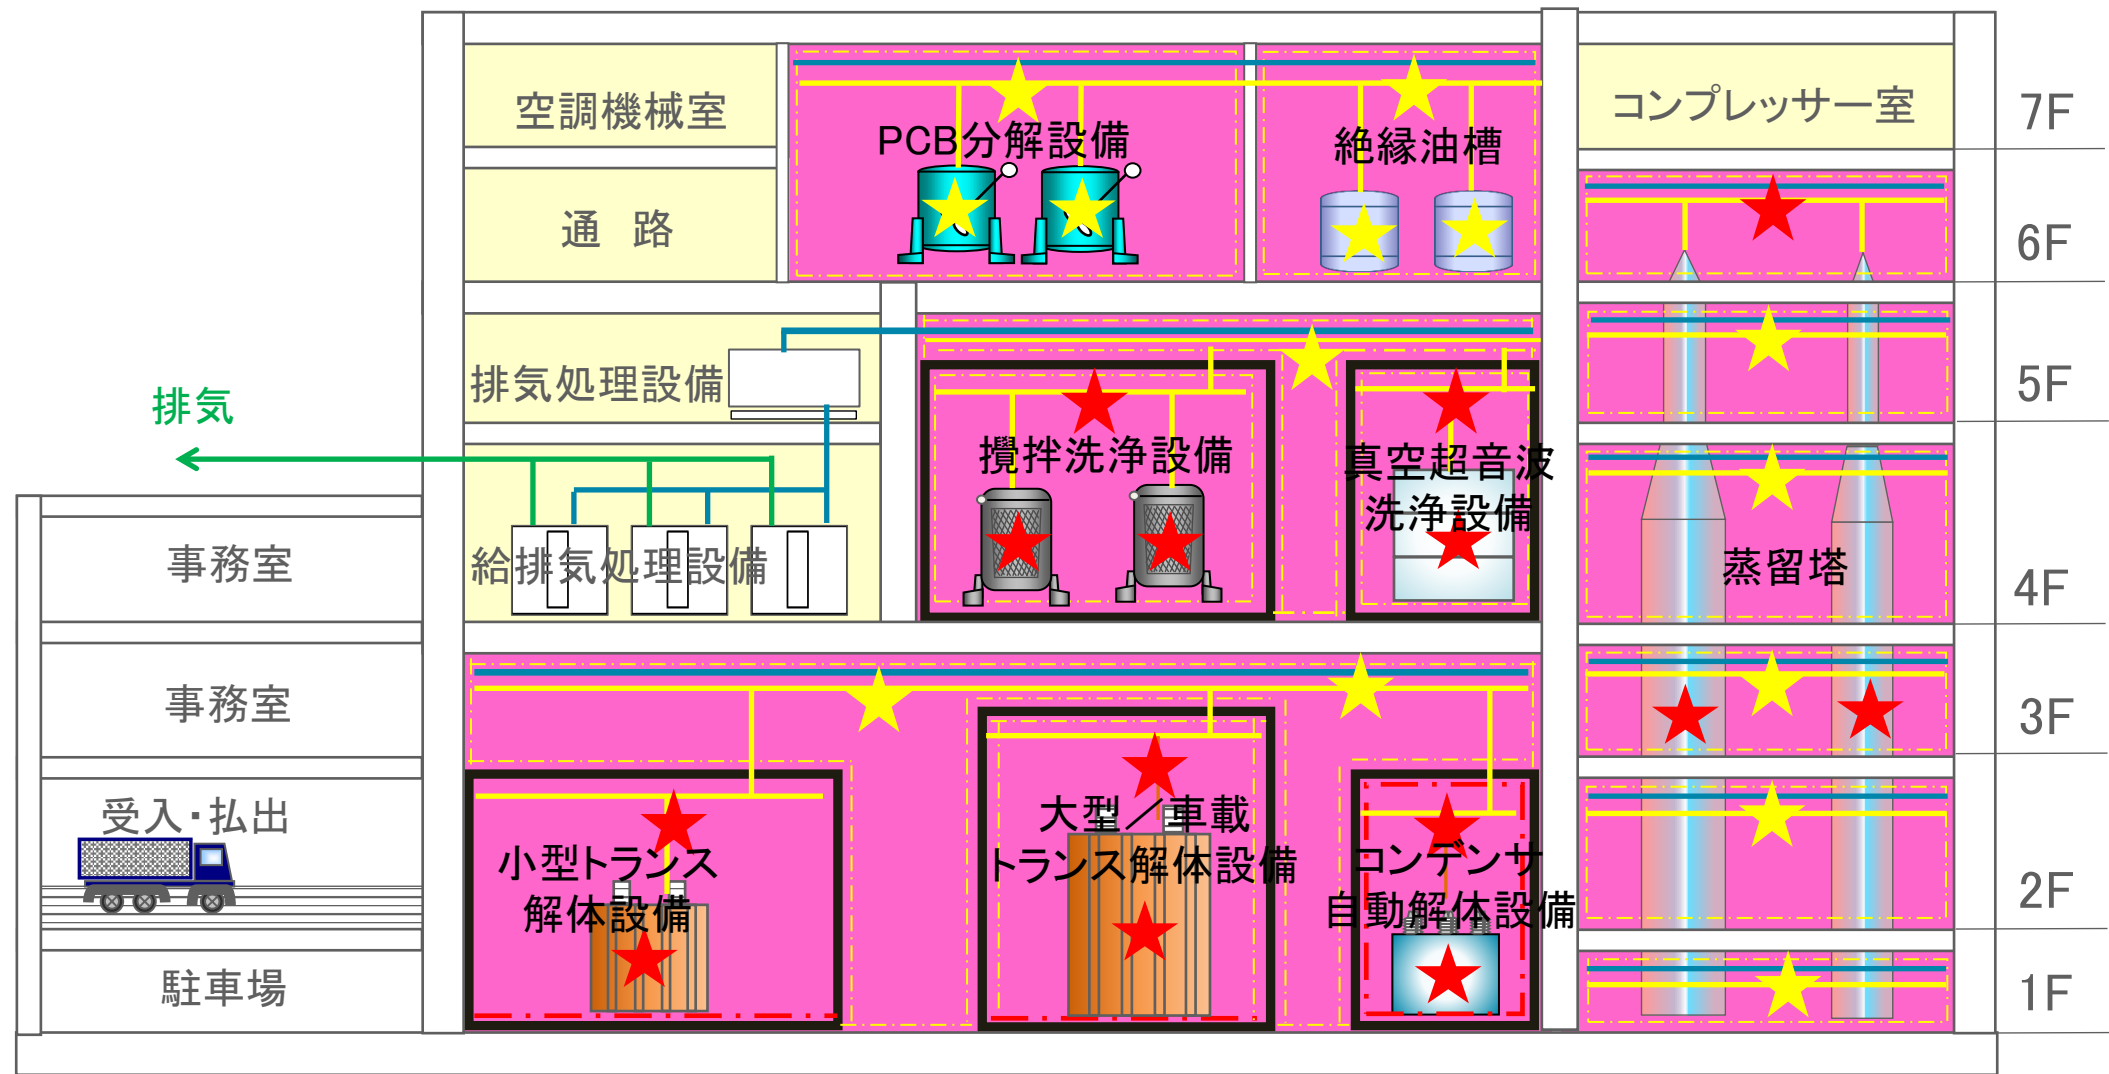 空調機械室
PCB分解設備
絶縁油槽
コンプレッサー室
7F
通　路
6F
排気処理設備
5F
排気
攪拌洗浄設備
真空超音波
洗浄設備
事務室
給排気処理設備
蒸留塔
4F
事務室
3F
受入・払出
小型トランス
解体設備
大型／車載
トランス解体設備
コンデンサ
自動解体設備
2F
駐車場
1F